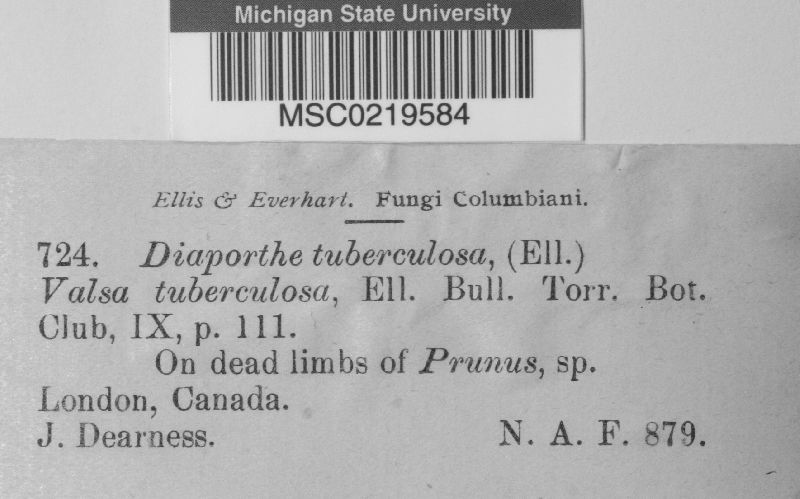 Michigan State University
MSC0219584
Ellis & Everhart. Fungi Columbiani.
724. Diaporthe tuberculosa, (Ell.)
Valsa tuberculosa, Ell. Bull. Torr. Bot.
Club, IX, p. 111.
On dead limbs of Prunus, sp.
London, Canada.
J. Dearness. N. A. F. 879.